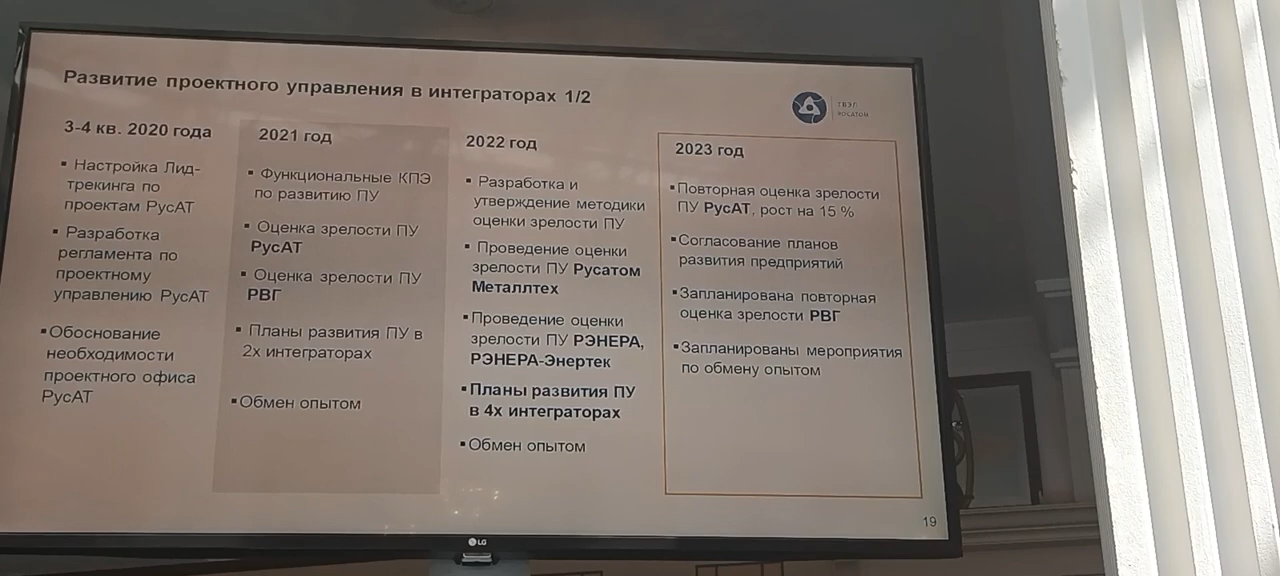 Развитие проектного управления в интеграторах 1/2
ТВЭЛ
РОСАТОМ
3-4 кв. 2020 года
▪ Настройка Лид-
трекинга по
проектам РусАТ
▪ Разработка
регламента по
проектному
управлению РусАТ
▪Обоснование
необходимости
проектного офиса
РусАТ
2021 год
▪ Функциональные КПЭ
по развитию ПУ
▪ Оценка зрелости ПУ
РусАТ
▪ Оценка зрелости ПУ
РВГ
▪ Планы развития ПУ в
2х интеграторах
▪Обмен опытом
2022 год
▪ Разработка и
утверждение методики
оценки зрелости ПУ
▪ Проведение оценки
зрелости ПУ Русатом
Металлтех
▪Проведение оценки
зрелости ПУ РЭНЕРА,
РЭНЕРА-Энертек
▪Планы развития ПУ
в 4х интеграторах
▪Обмен опытом
2023 год
▪Повторная оценка зрелости
ПУ РусАТ, рост на 15 %
▪Согласование планов
развития предприятий
▪Запланирована повторная
оценка зрелости РВГ
▪Запланированы мероприятия
по обмену опытом
19
LG